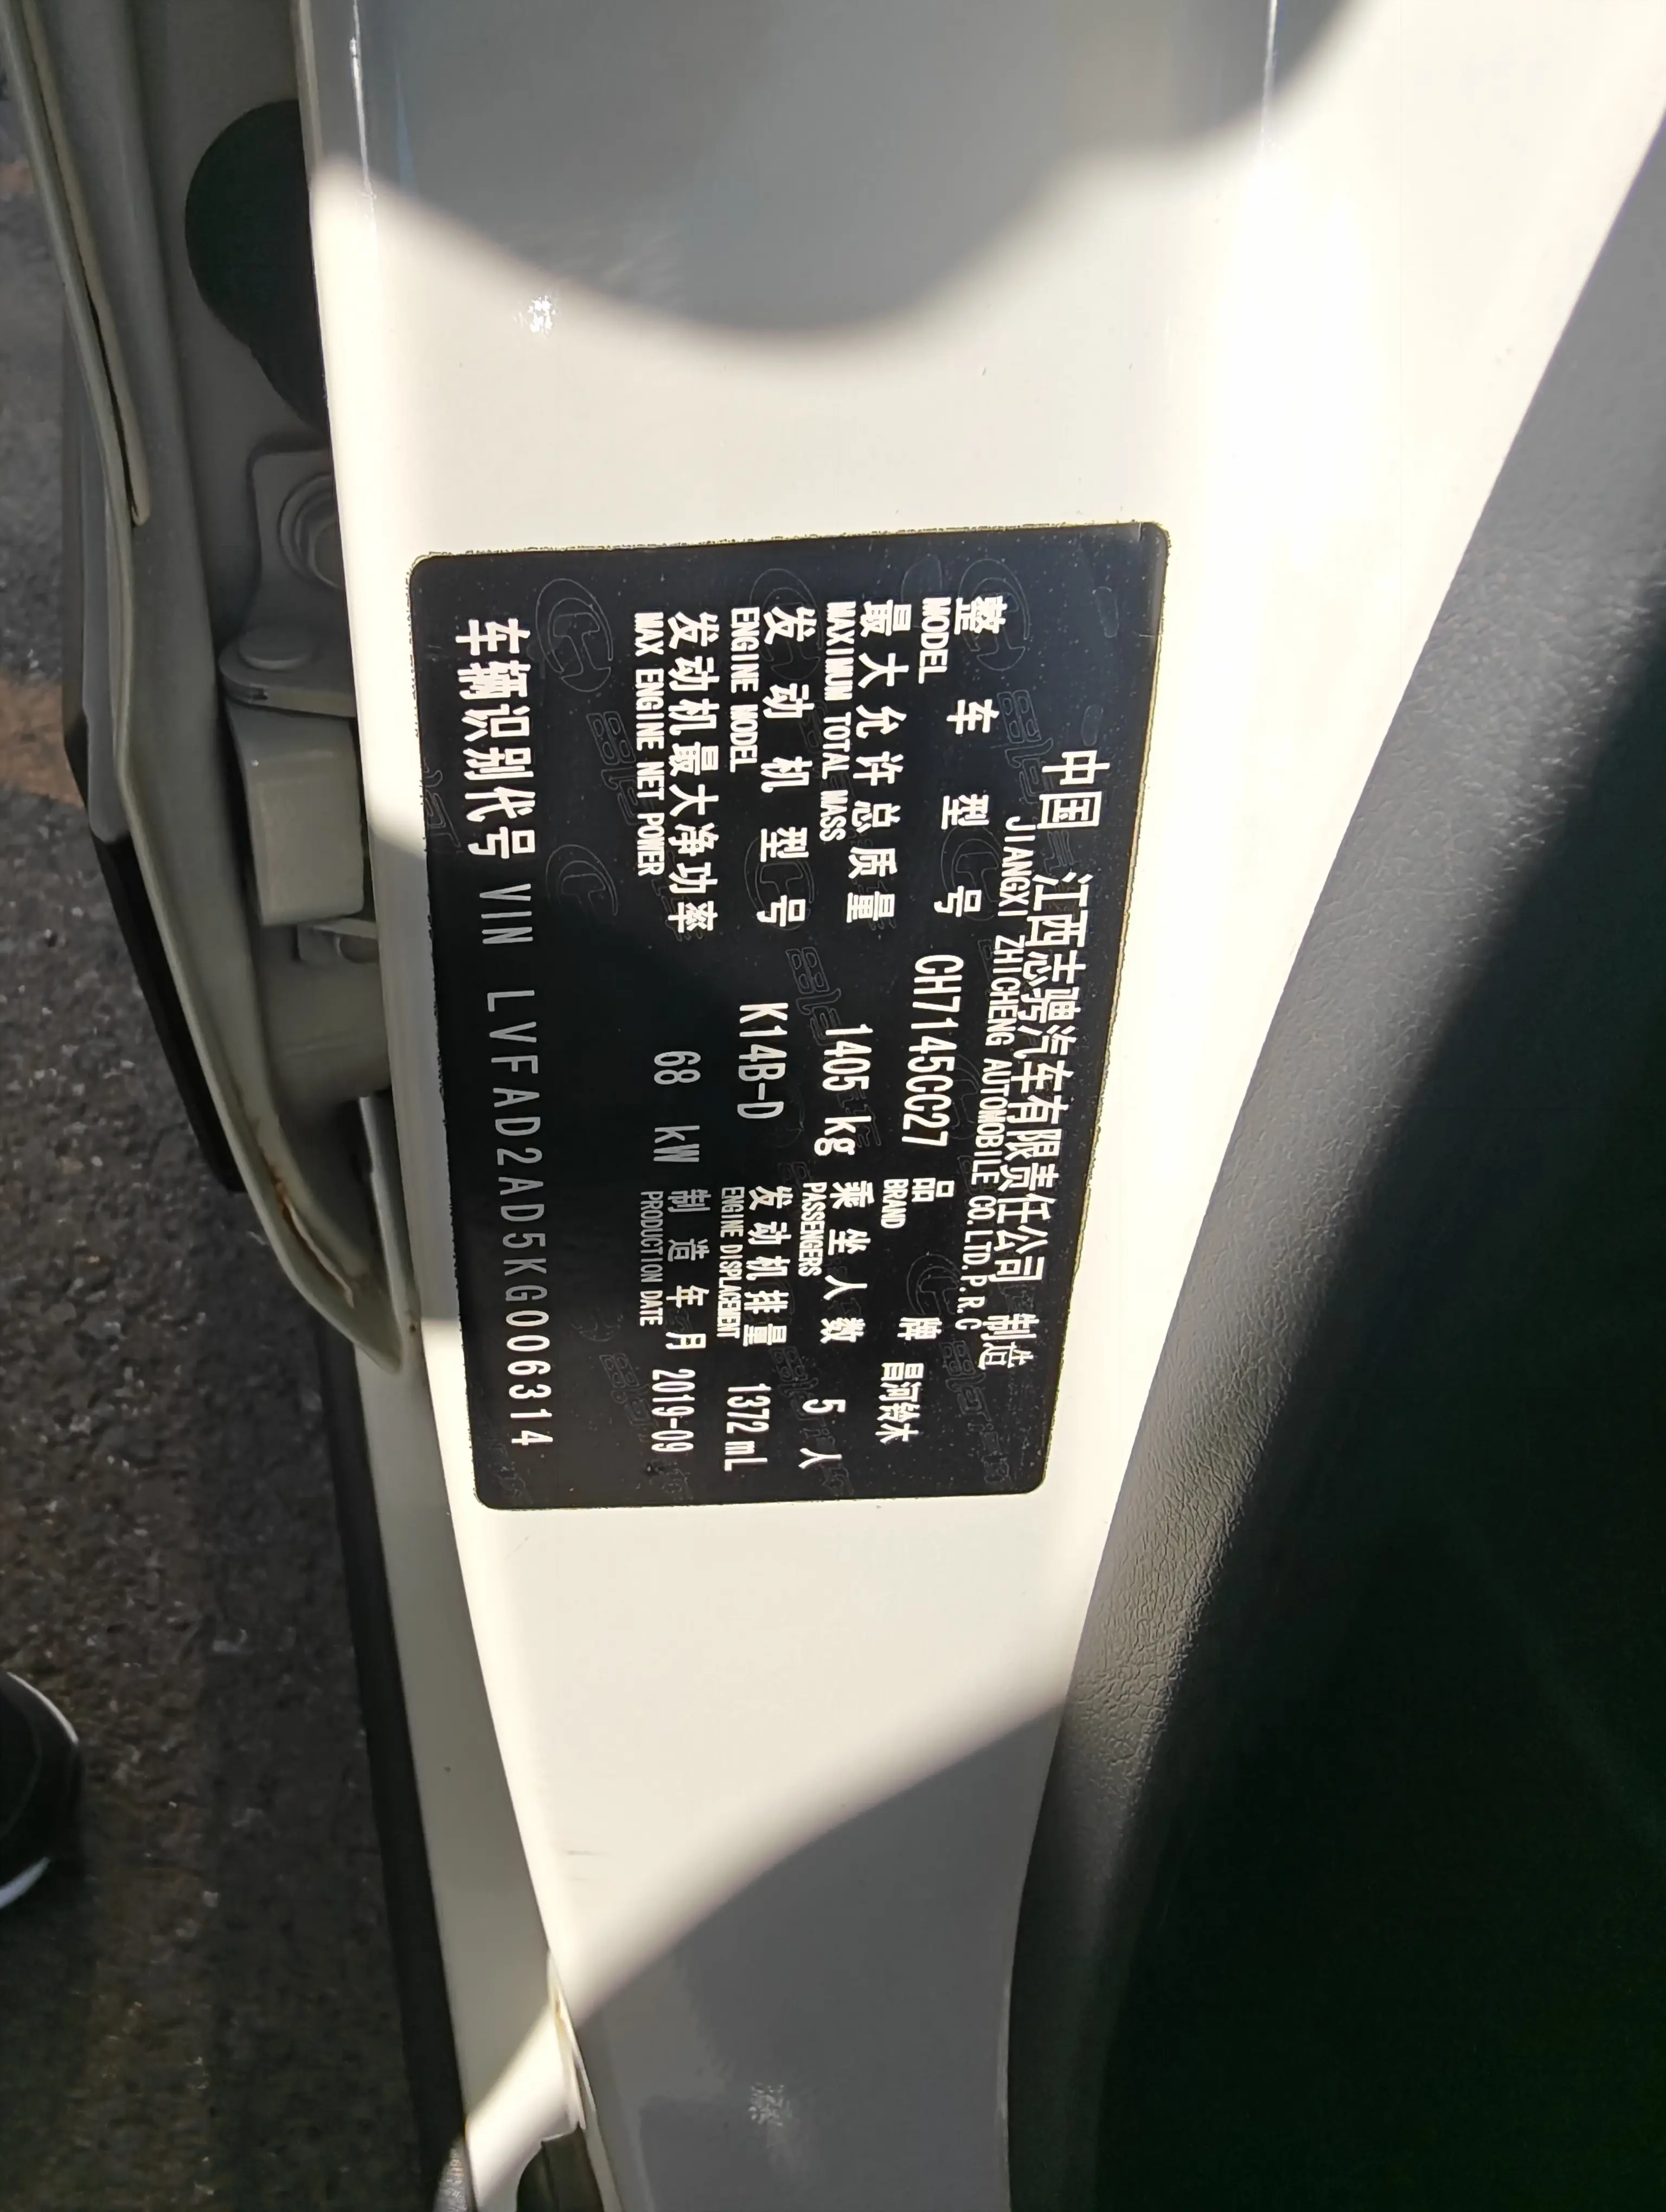 中国 江西志骋汽车有限责任公司 制造
JIANGXI ZHICHENG AUTOMOBILE CO.LTD,P.R.C
整车型号 CH7145CC27 品牌 昌河铃木
MODEL BRAND
最大允许总质量 1405 kg 乘坐人数 5 人
MAXIMUN TOTAL MASS PASSENGERS
发动机型号 K14B-D 发动机排量 1372 mL
ENGINE MODEL ENGINE DISPLACEMENT
发动机最大净功率 68 kW 制造年月 2019-09
MAX ENGINE NET POWER PRODUCTION DATE
车辆识别代号 VIN LVFAD2AD5KG006314